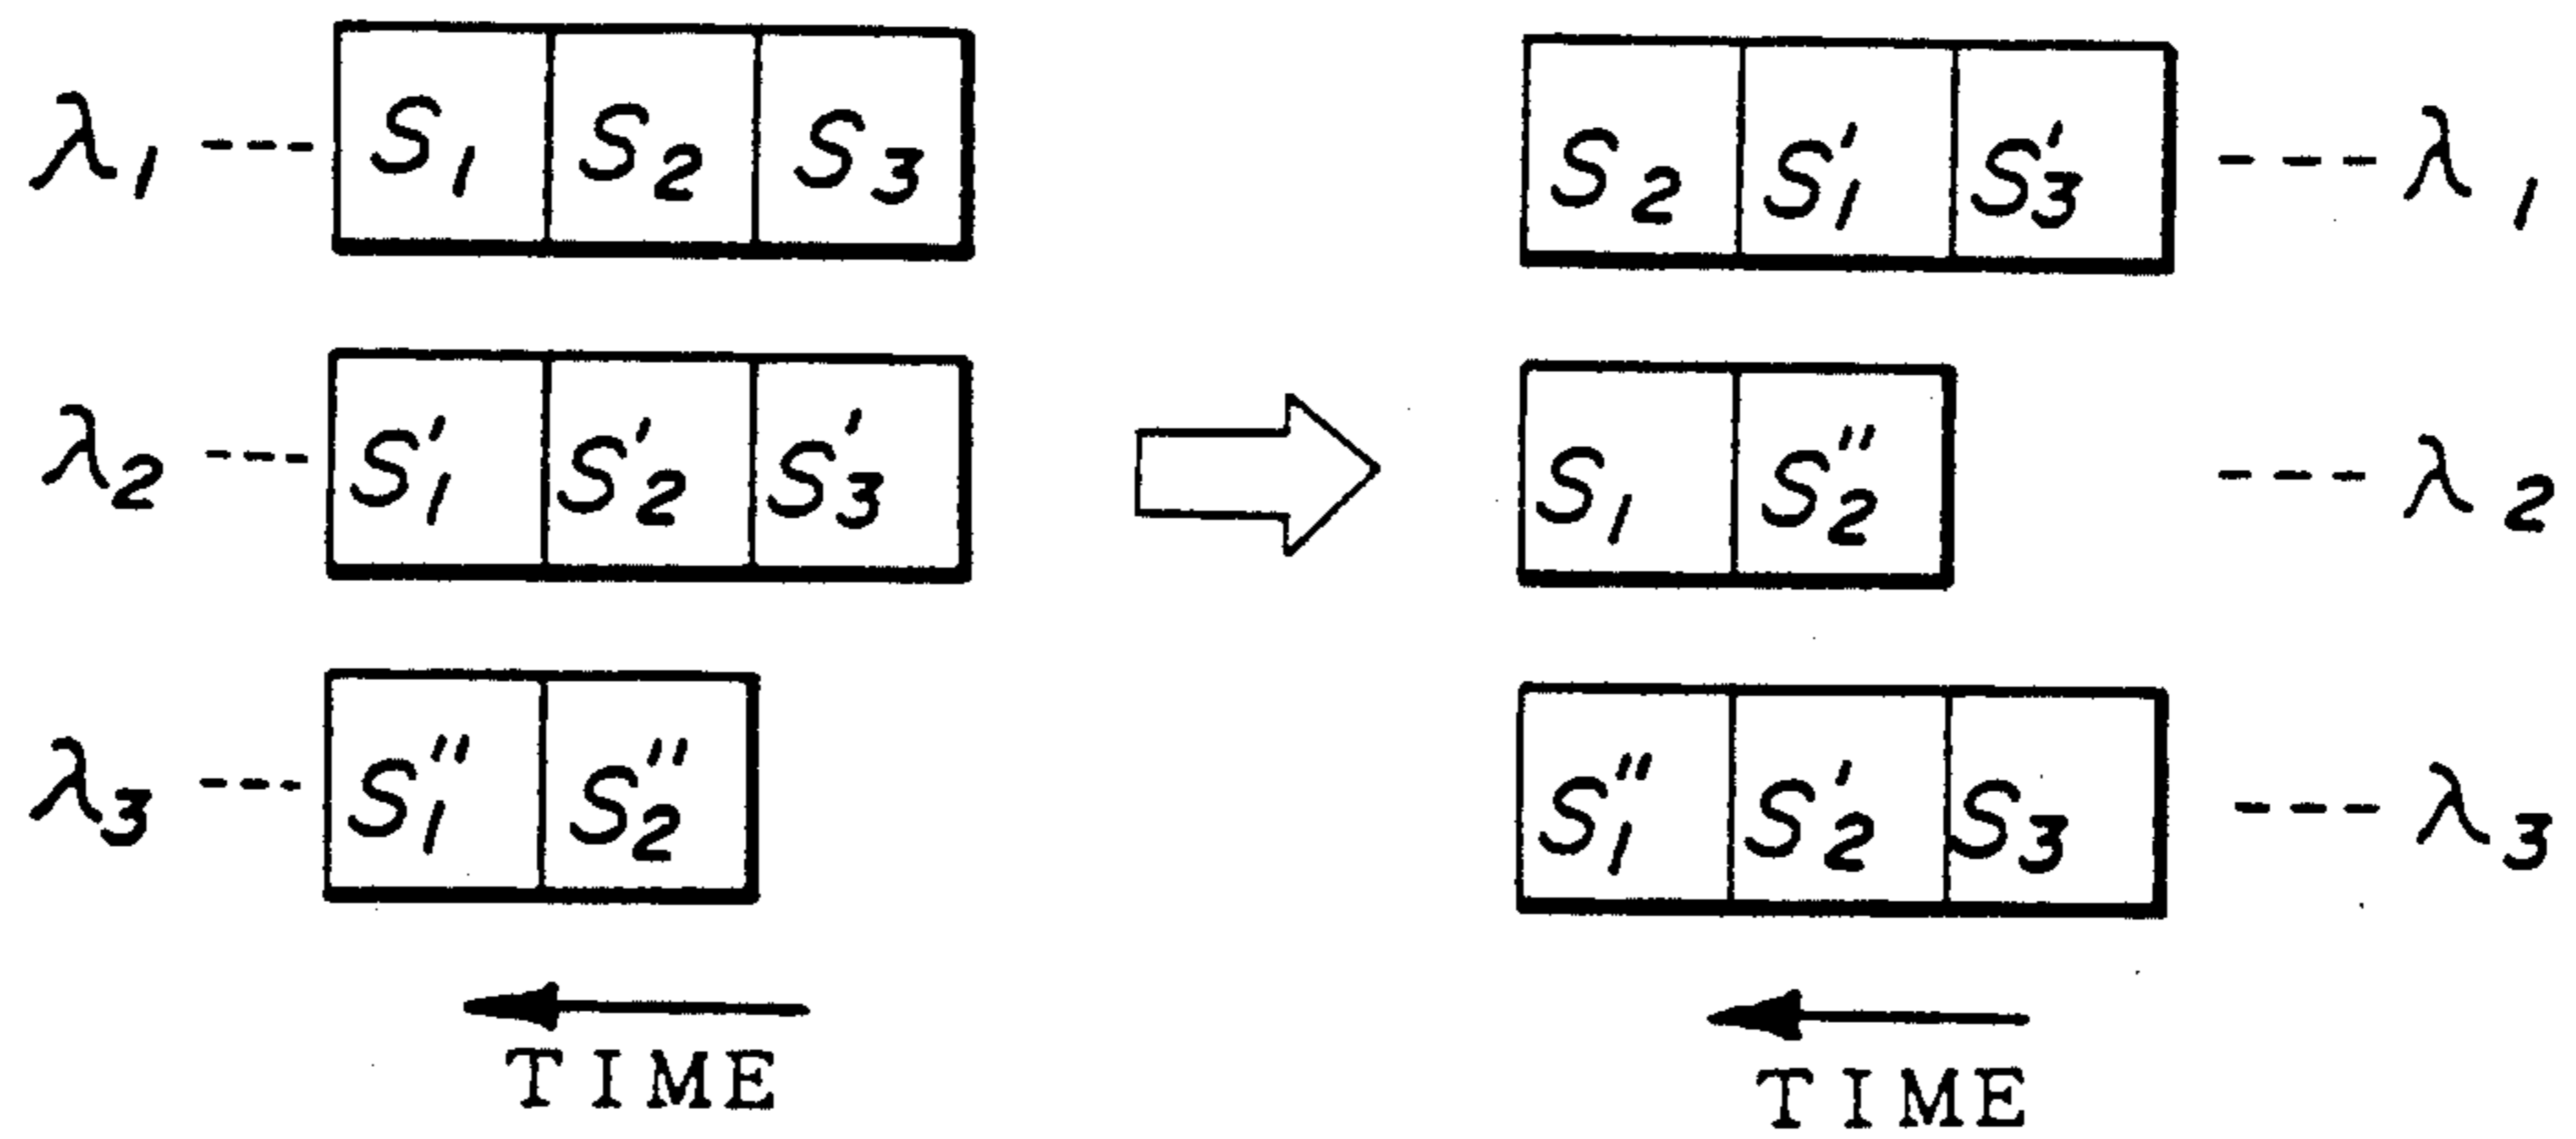 λ1 --- S1 S2 S3 S2 S'1 S'3 --- λ1
λ2 --- S'1 S'2 S'3 S1 S''2 --- λ2
λ3 --- S''1 S''2 S''1 S'2 S3 --- λ3
TIME TIME